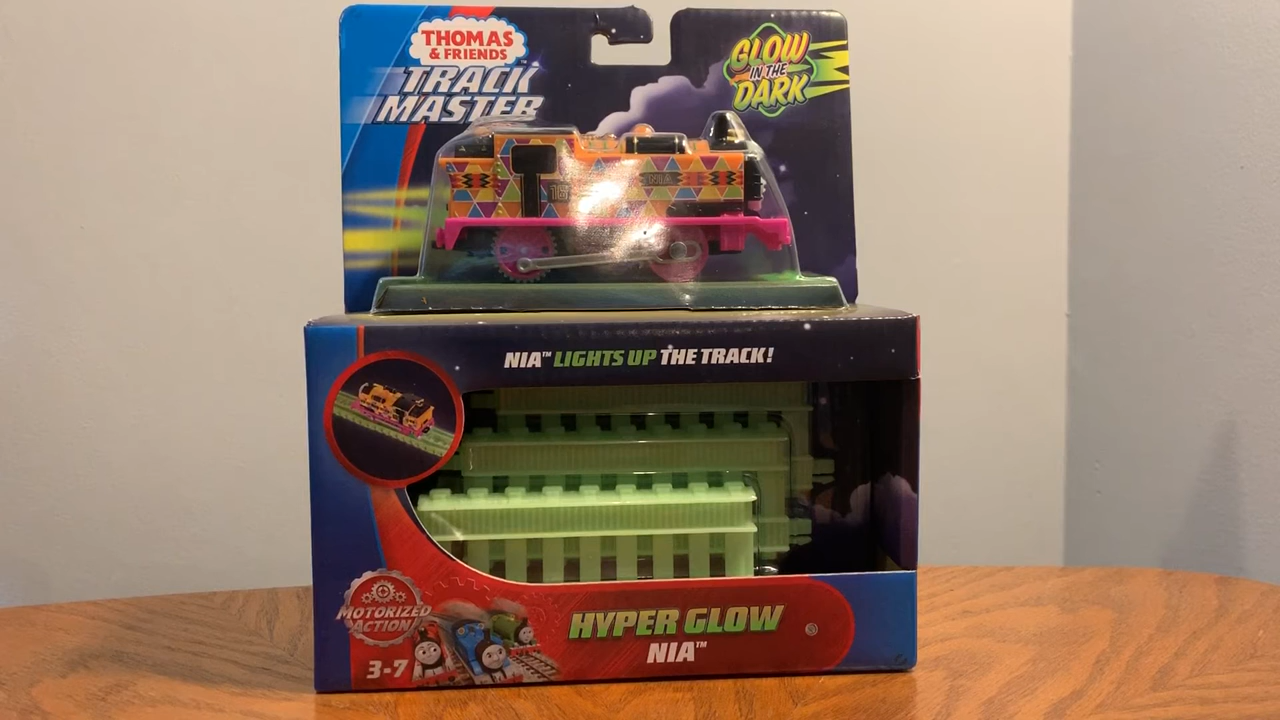 THOMAS
& FRIENDS™
TRACK
MASTER
GLOW
IN THE
DARK
NIA
NIA™ LIGHTS UP THE TRACK!
MOTORIZED
ACTION!
3-7
HYPER GLOW
NIA™